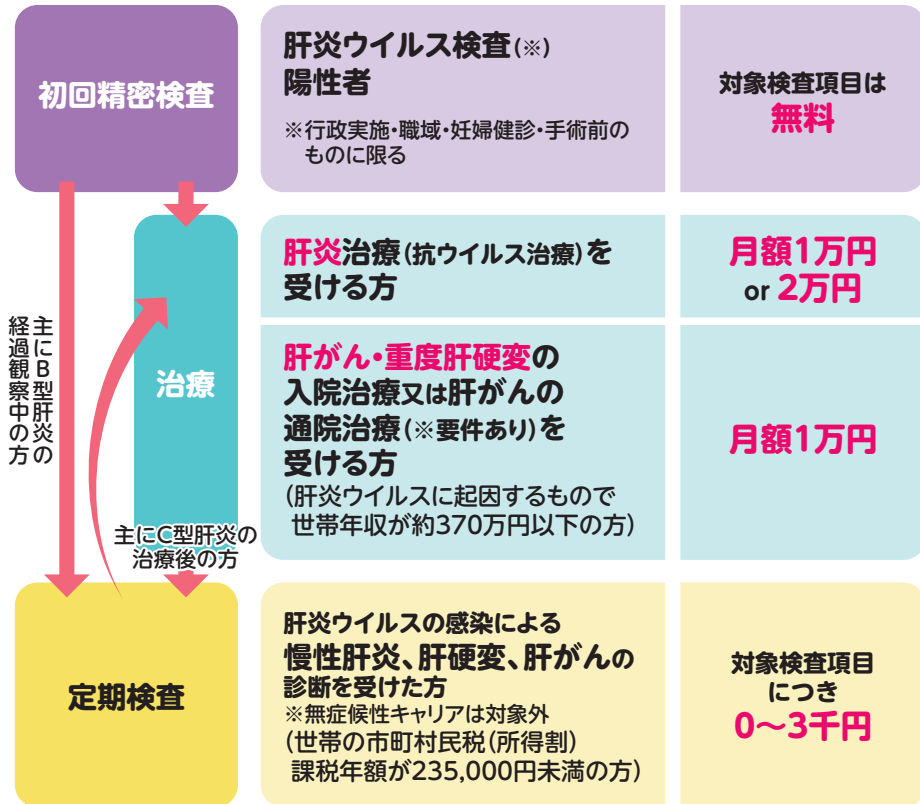 初回精密検査
肝炎ウイルス検査(※)
陽性者
※行政実施・職域・妊婦健診・手術前の
ものに限る
対象検査項目は
無料
主にB型肝炎の
経過観察中の方
治療
肝炎治療(抗ウイルス治療)を
受ける方
月額1万円
or 2万円
肝がん・重度肝硬変の
入院治療又は肝がんの
通院治療(※要件あり)を
受ける方
(肝炎ウイルスに起因するもので
世帯年収が約370万円以下の方)
月額1万円
主にC型肝炎の
治療後の方
定期検査
肝炎ウイルスの感染による
慢性肝炎、肝硬変、肝がんの
診断を受けた方
※無症候性キャリアは対象外
(世帯の市町村民税(所得割)
課税年額が235,000円未満の方)
対象検査項目
につき
0〜3千円